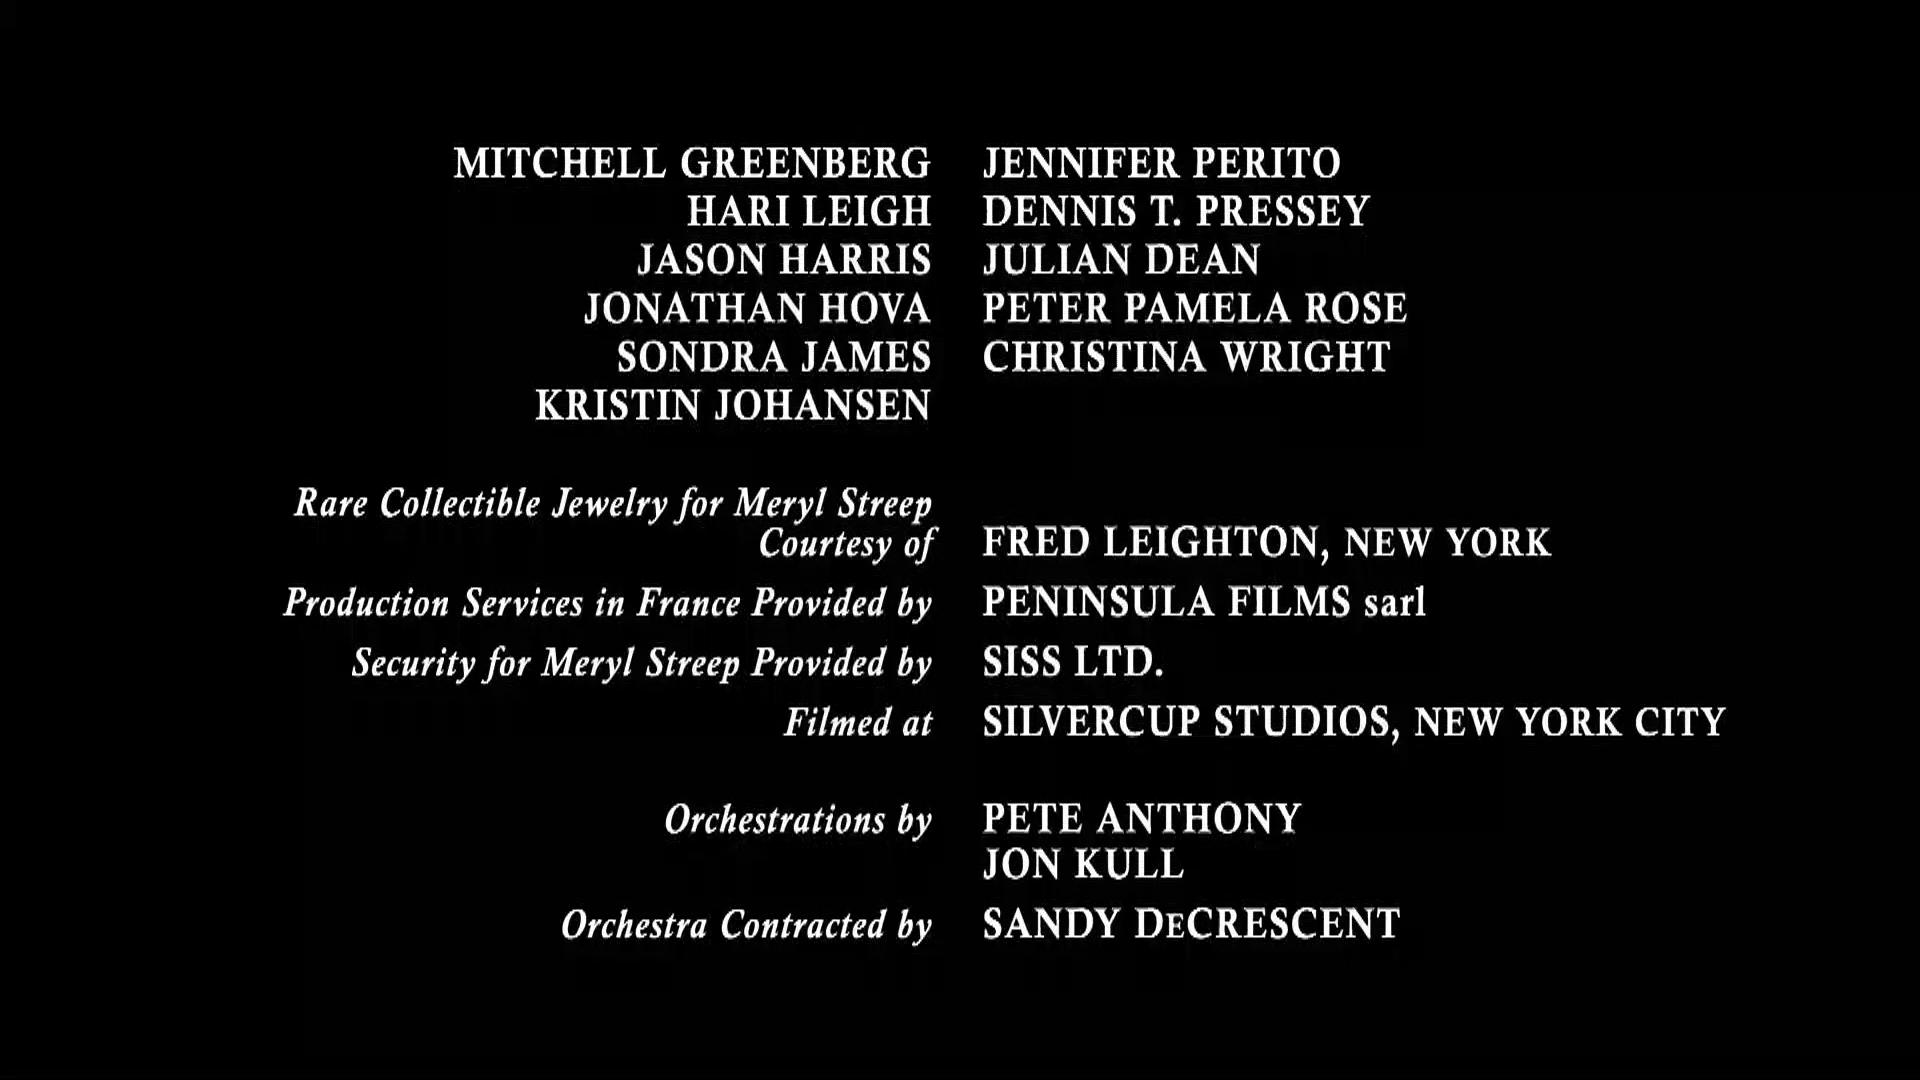 MITCHELL GREENBERG JENNIFER PERITO
HARI LEIGH DENNIS T. PRESSEY
JASON HARRIS JULIAN DEAN
JONATHAN HOVA PETER PAMELA ROSE
SONDRA JAMES CHRISTINA WRIGHT
KRISTIN JOHANSEN
Rare Collectible Jewelry for Meryl Streep
Courtesy of FRED LEIGHTON, NEW YORK
Production Services in France Provided by PENINSULA FILMS sarl
Security for Meryl Streep Provided by SISS LTD.
Filmed at SILVERCUP STUDIOS, NEW YORK CITY
Orchestrations by PETE ANTHONY
JON KULL
Orchestra Contracted by SANDY DeCRESCENT